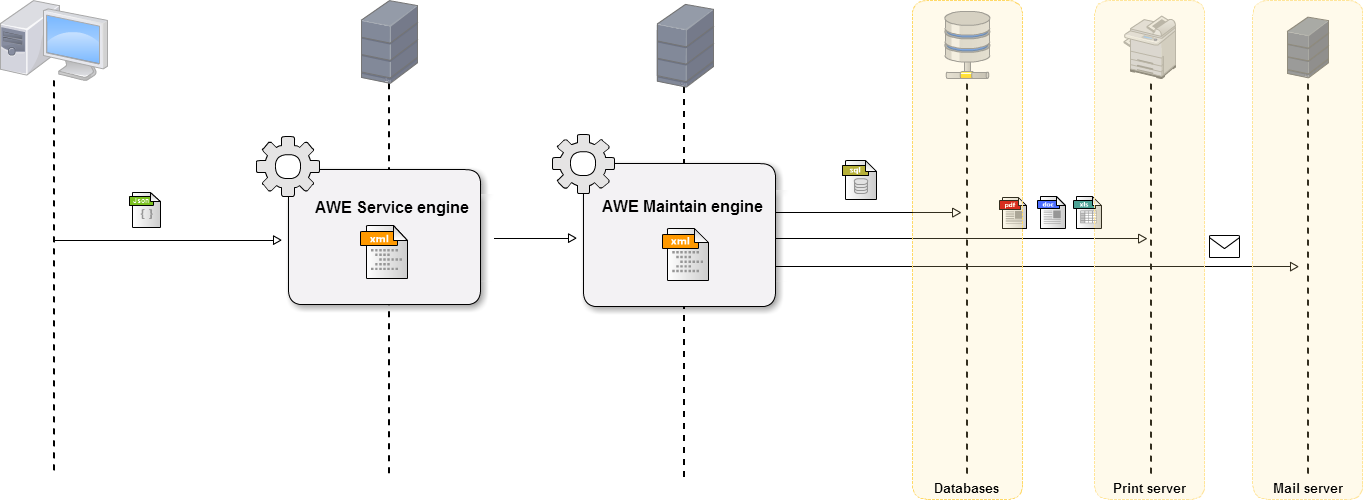 sql
JSON
{ }
AWE Service engine
AWE Maintain engine
pdf
doc
xls
xml
xml
Databases
Print server
Mail server